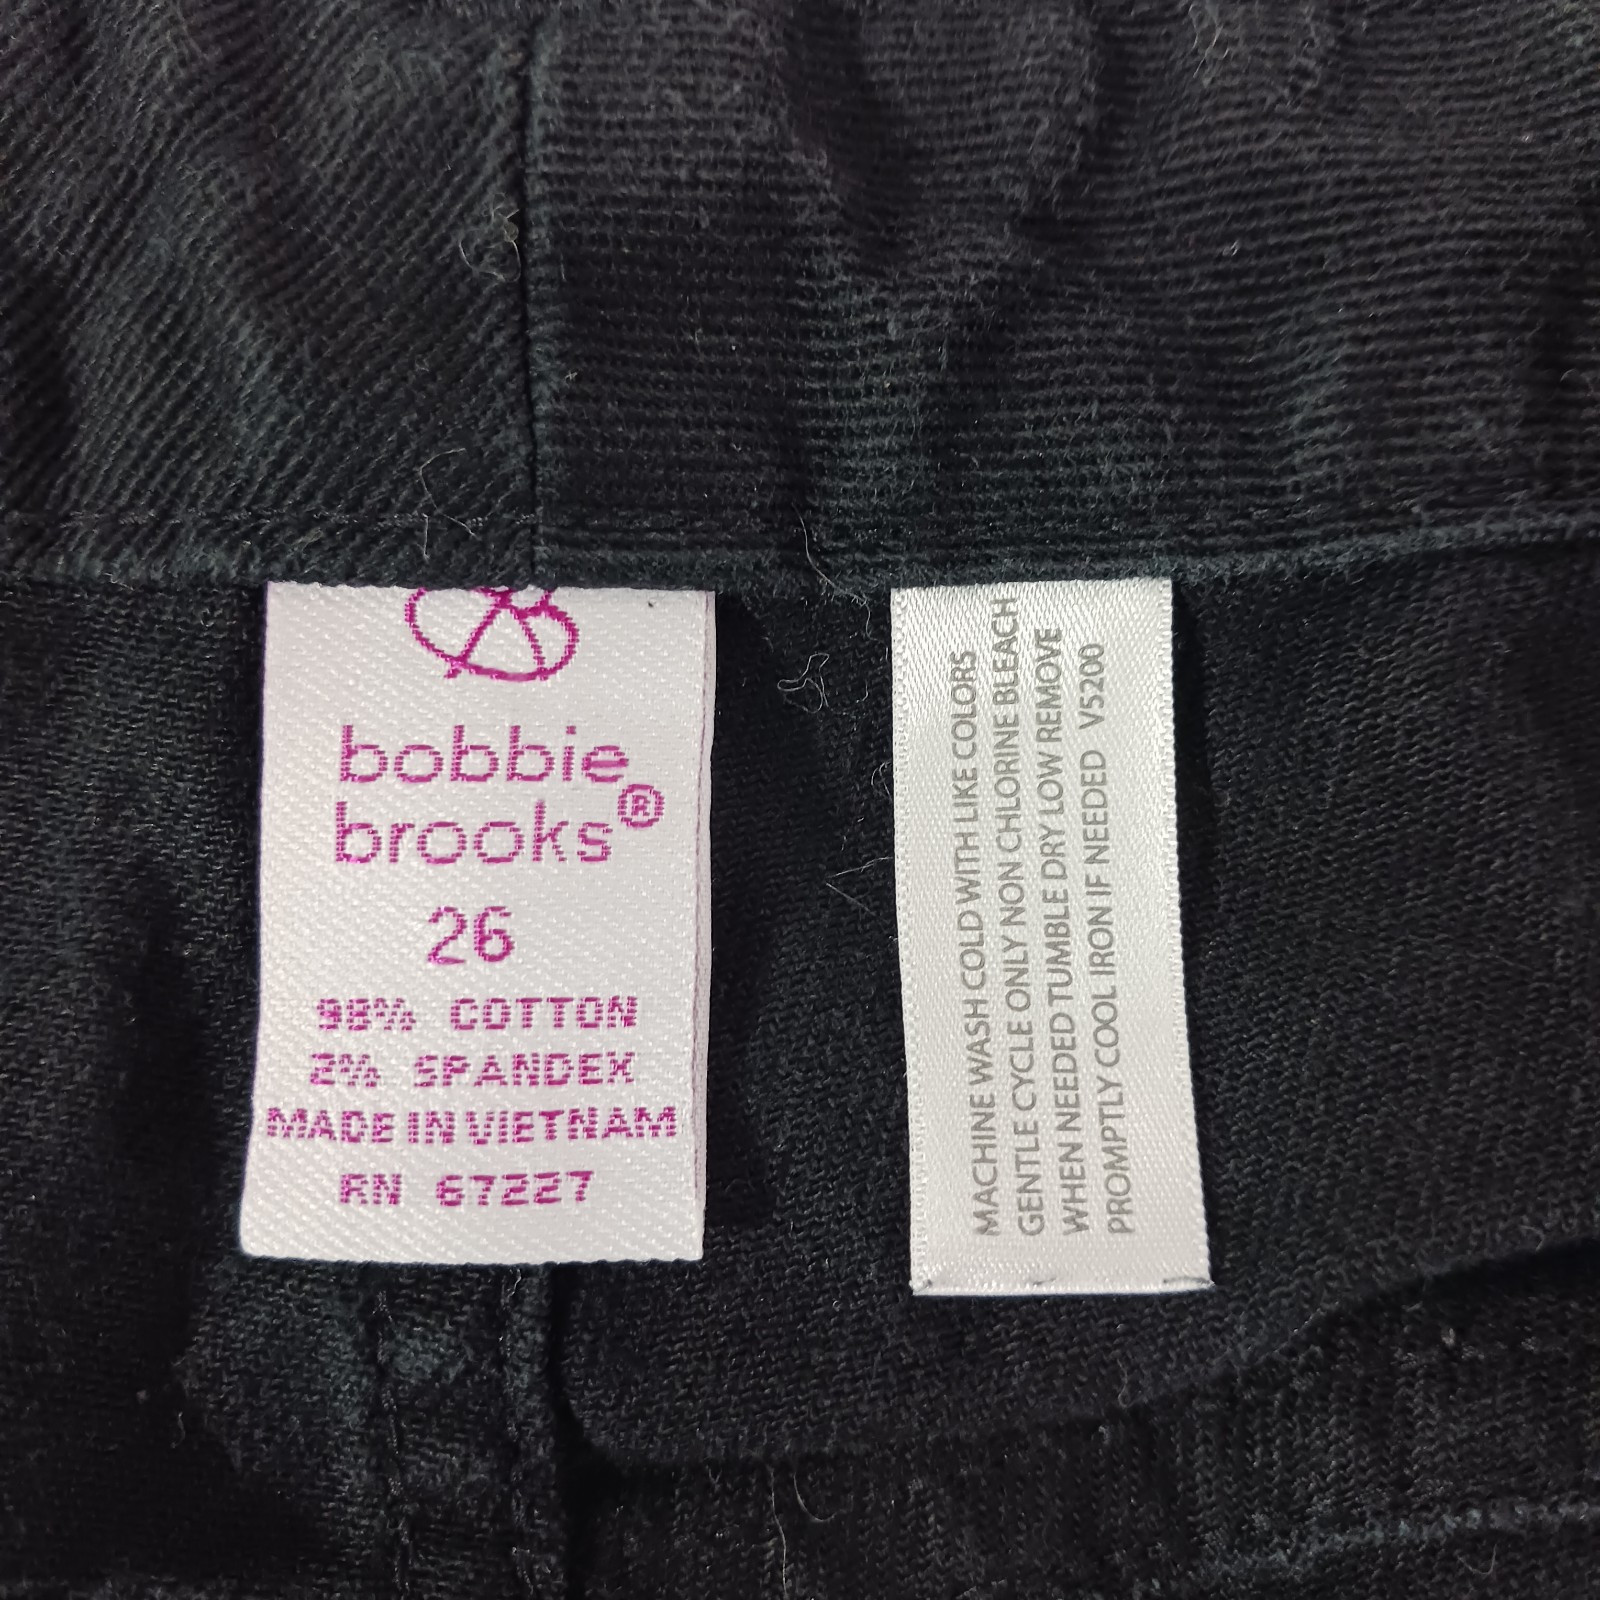 bobbie
brooks®
26
98% COTTON
2% SPANDEX
MADE IN VIETNAM
RN 67227
MACHINE WASH COLD WITH LIKE COLORS
GENTLE CYCLE ONLY NON CHLORINE BLEACH
WHEN NEEDED TUMBLE DRY LOW REMOVE
PROMPTLY COOL IRON IF NEEDED V5200